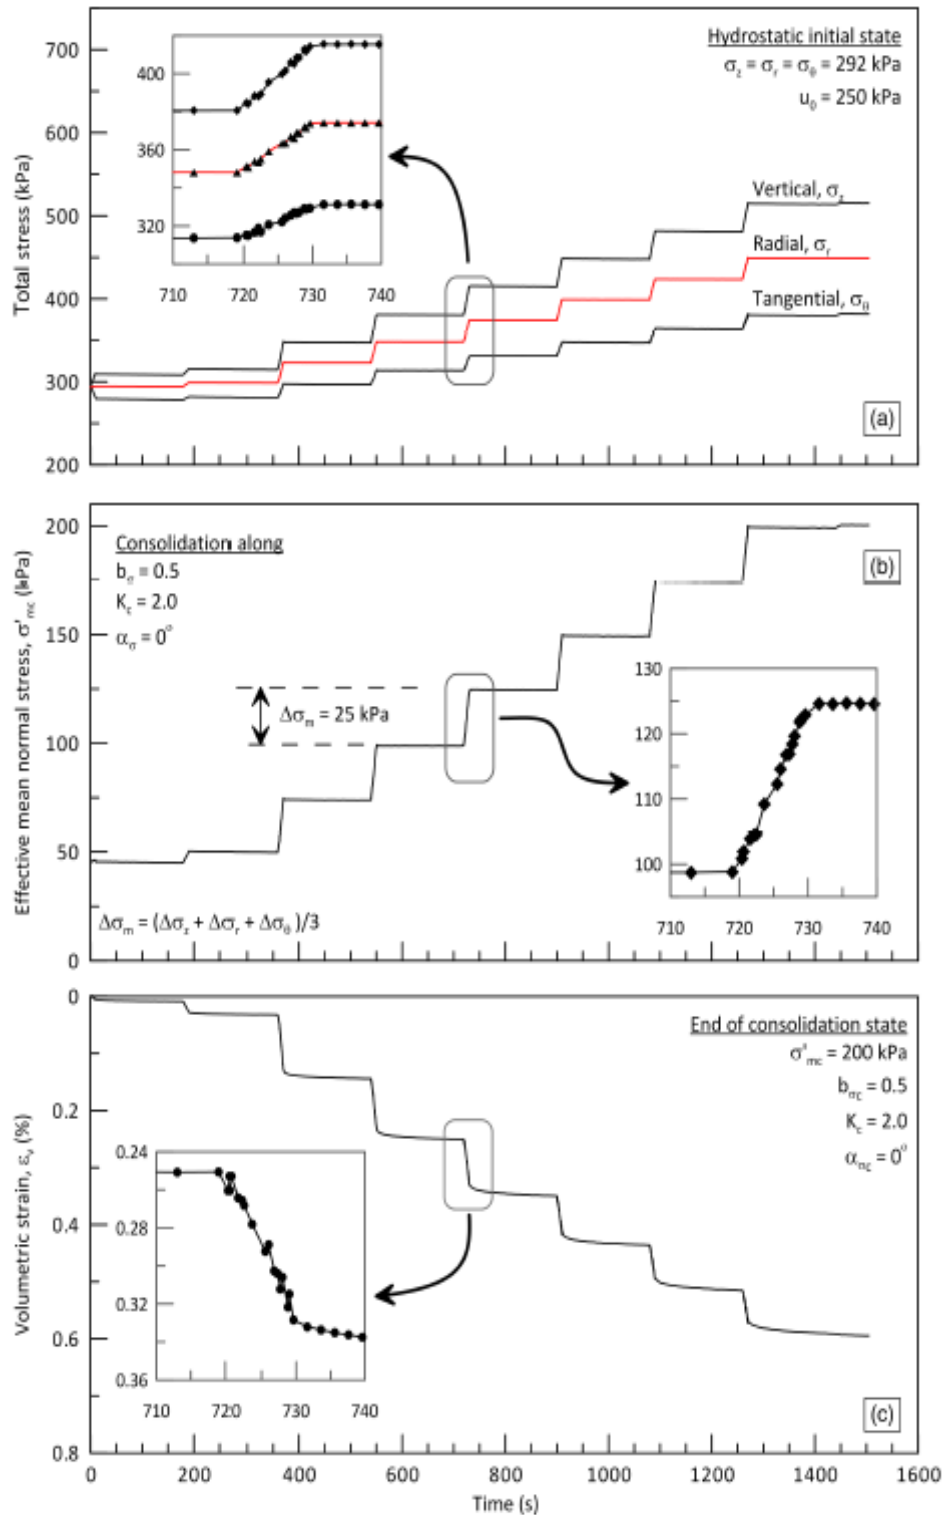 700
600
500
400
300
200
Total stress (kPa)
400
360
320
710 720 730 740
Hydrostatic initial state
σz = σr = σθ = 292 kPa
u0 = 250 kPa
Vertical, σz
Radial, σr
Tangential, σθ
(a)
200
150
100
50
0
Effective mean normal stress, σ'mc (kPa)
Consolidation along
bσ = 0.5
Kc = 2.0
ασ = 0°
Δσm = 25 kPa
Δσm = (Δσz + Δσr + Δσθ)/3
(b)
130
120
110
100
710 720 730 740
0
0.2
0.4
0.6
0.8
Volumetric strain, εv (%)
End of consolidation state
σ'mc = 200 kPa
bσc = 0.5
Kc = 2.0
ασc = 0°
0.24
0.28
0.32
0.36
710 720 730 740
(c)
0 200 400 600 800 1000 1200 1400 1600
Time (s)